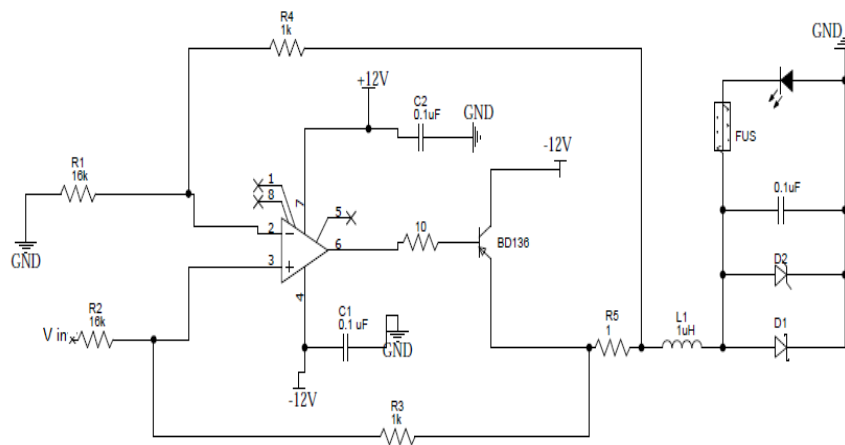 R4
1k
GND
+12V
C2
0.1uF
GND
FUS
-12V
R1
16k
1
8
7
5
0.1uF
2
10
BD136
6
GND
3
D2
R2
16k
4
C1
0.1 uF
R5
1
L1
1uH
D1
V in
GND
-12V
R3
1k